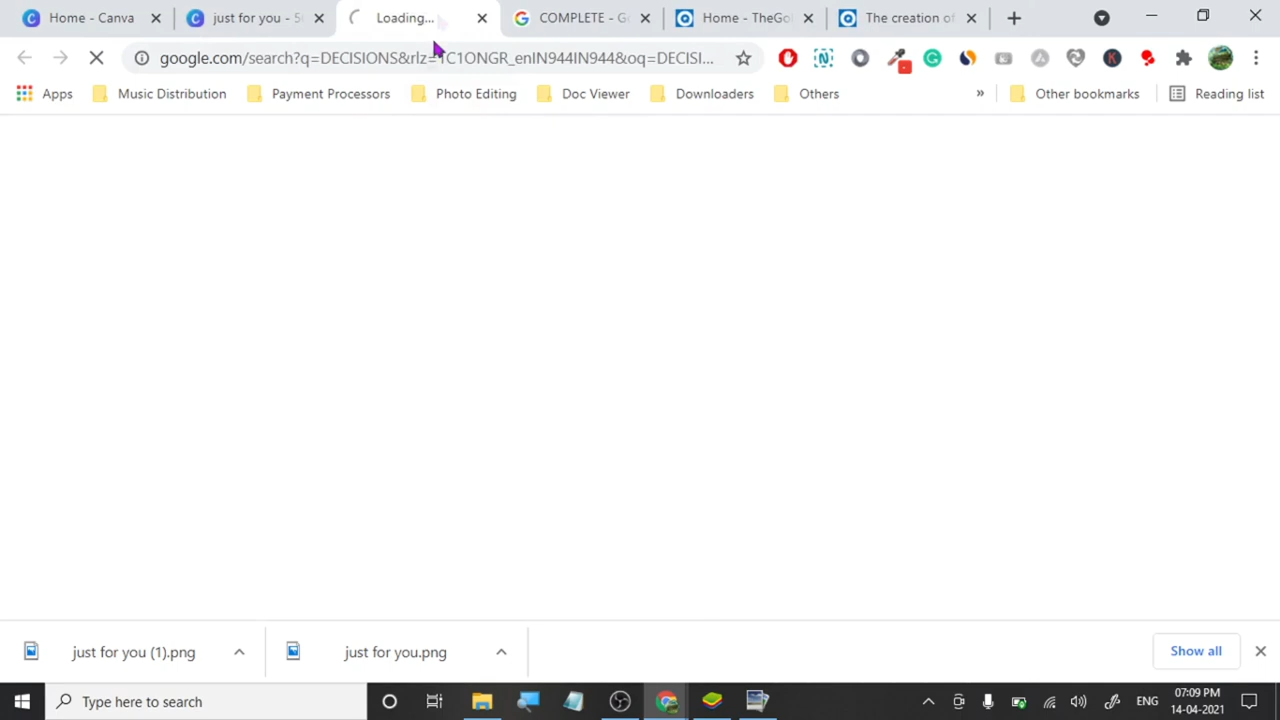 Home - Canva
just for you - 5
Loading...
COMPLETE - G
Home - TheGol
The creation of
google.com/search?q=DECISIONS&rlz=1C1ONGR_enIN944IN944&oq=DECISI...
Apps
Music Distribution
Payment Processors
Photo Editing
Doc Viewer
Downloaders
Others
»
Other bookmarks
Reading list
just for you (1).png
just for you.png
Show all
Type here to search
ENG
07:09 PM
14-04-2021